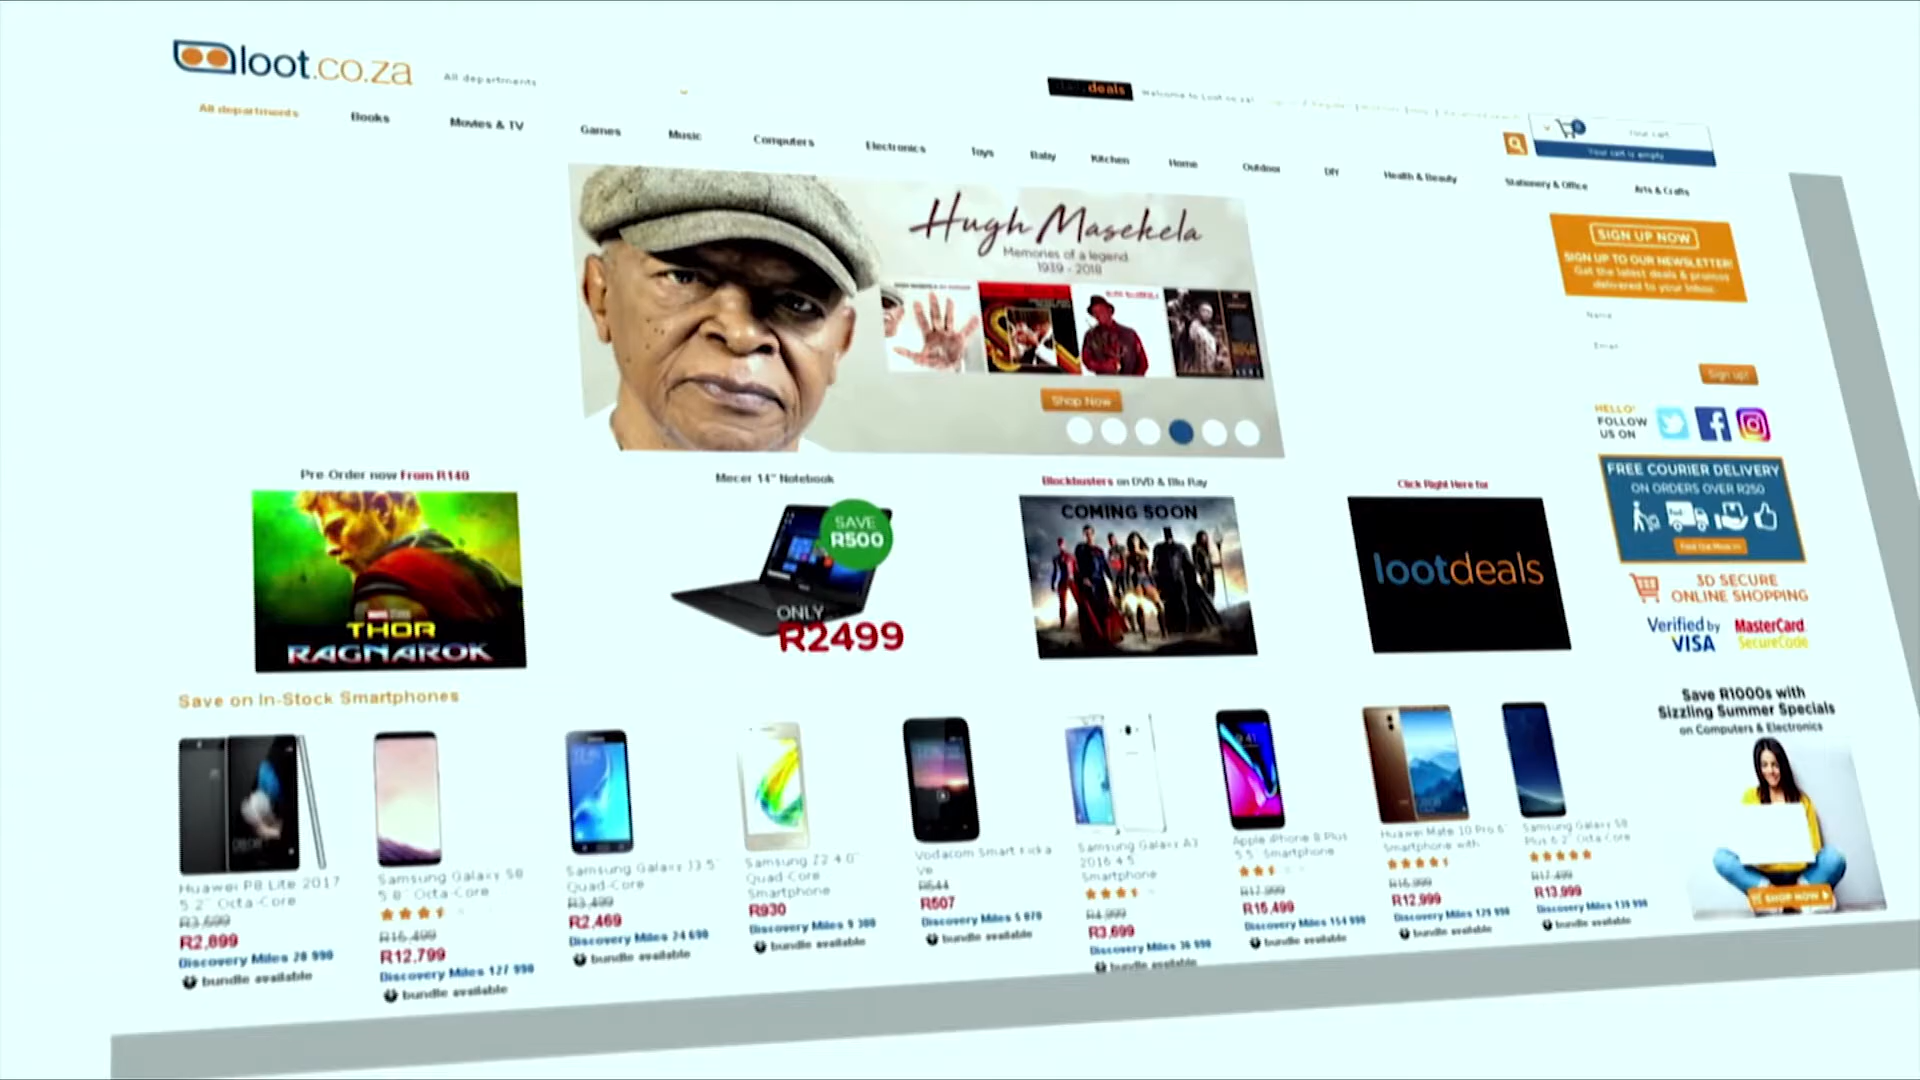 loot.co.za
All departments
deals
Welcome to Loot.co.za!
All departments
Books
Movies & TV
Games
Music
Computers
Electronics
Toys
Baby
Kitchen
Home
Outdoor
DIY
Health & Beauty
Stationery & Office
Arts & Crafts
Your cart
Your cart is empty
Hugh Masekela
Memories of a legend
1939 - 2018
Shop Now
SIGN UP NOW
SIGN UP TO OUR NEWSLETTER!
Get the latest deals & promos
delivered to your inbox.
Name
Email
Sign up!
HELLO!
FOLLOW
US ON
FREE COURIER DELIVERY
ON ORDERS OVER R250
3D SECURE
ONLINE SHOPPING
Verified by
VISA
MasterCard
SecureCode
Pre-Order now From R140
THOR
RAGNAROK
Mecer 14" Notebook
SAVE
R500
ONLY
R2499
Blockbusters on DVD & Blu Ray
COMING SOON
Click Right Here for
lootdeals
Save R1000s with
Sizzling Summer Specials
on Computers & Electronics
SHOP NOW
Save on In-Stock Smartphones
Huawei P8 Lite 2017
5.2" Octa-Core
R3,699
R2,899
Discovery Miles 28 990
bundle available
Samsung Galaxy S8
5.8" Octa-Core
R15,499
R12,799
Discovery Miles 127 990
bundle available
Samsung Galaxy J3.5"
Quad-Core
R3,499
R2,469
Discovery Miles 24 690
bundle available
Samsung Z2 4.0"
Quad-Core
Smartphone
R930
Discovery Miles 9 300
bundle available
Vodacom Smart Kicka
Ve
R644
R507
Discovery Miles 5 070
bundle available
Samsung Galaxy A3
2016 4.5"
Smartphone
R4,999
R3,699
Discovery Miles 36 990
bundle available
Apple iPhone 8 Plus
5.5" Smartphone
R17,999
R15,499
Discovery Miles 154 990
bundle available
Huawei Mate 10 Pro 6"
Smartphone with
R16,999
R12,999
Discovery Miles 129 990
bundle available
Samsung Galaxy S8
Plus 6.2" Octa-Core
R17,499
R13,999
Discovery Miles 139 990
bundle available